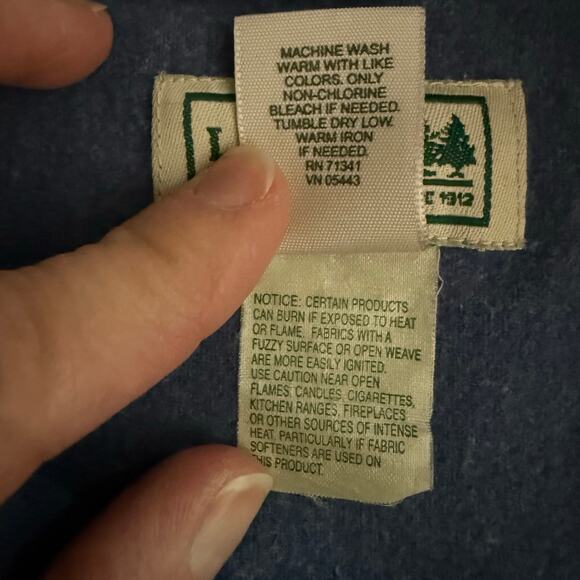 MACHINE WASH
WARM WITH LIKE
COLORS. ONLY
NON-CHLORINE
BLEACH IF NEEDED.
TUMBLE DRY LOW.
WARM IRON
IF NEEDED.
RN 71341
VN 05443
1912
NOTICE: CERTAIN PRODUCTS
CAN BURN IF EXPOSED TO HEAT
OR FLAME. FABRICS WITH A
FUZZY SURFACE OR OPEN WEAVE
ARE MORE EASILY IGNITED.
USE CAUTION NEAR OPEN
FLAMES: CANDLES, CIGARETTES,
KITCHEN RANGES, FIREPLACES
OR OTHER SOURCES OF INTENSE
HEAT, PARTICULARLY IF FABRIC
SOFTENERS ARE USED ON
THIS PRODUCT.